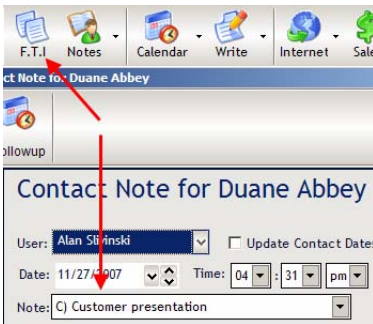 F.T.I Notes Calendar Write Internet Sale
ct Note for Duane Abbey
ollowup
Contact Note for Duane Abbey
User: Alan Slivinski Update Contact Date
Date: 11/27/2007 Time: 04 : 31 pm
Note: C) Customer presentation